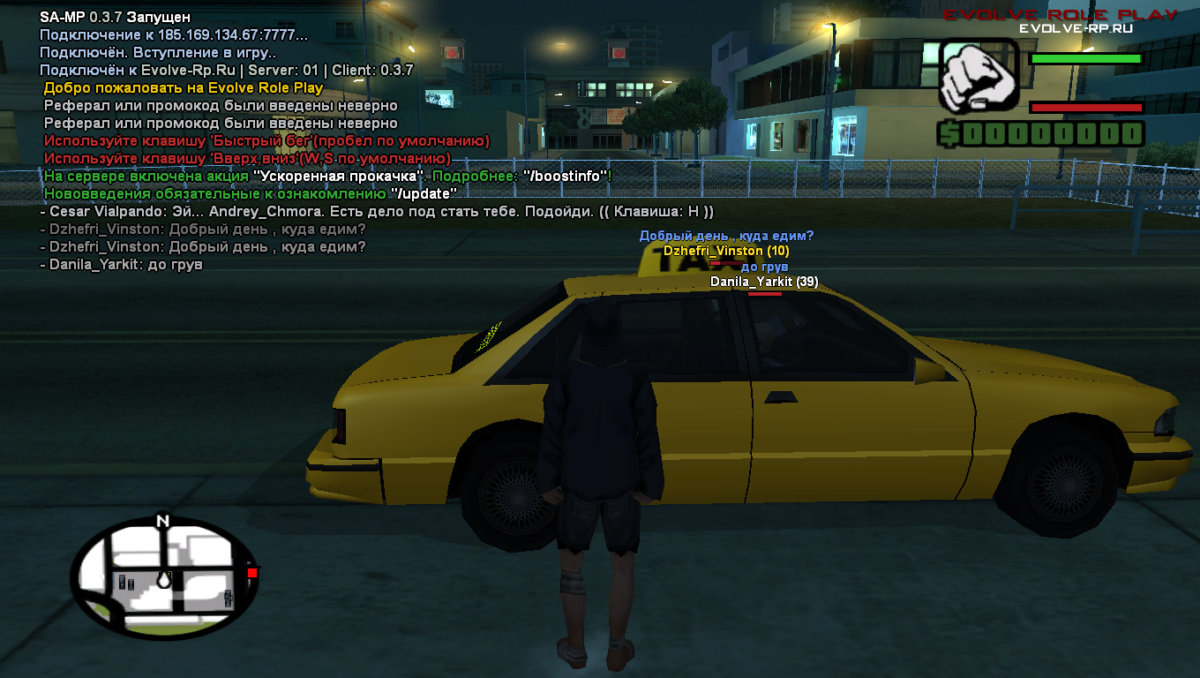 SA-MP 0.3.7 Запущен
Подключение к 185.169.134.67:7777...
Подключён. Вступление в игру..
Подключён к Evolve-Rp.Ru | Server: 01 | Client: 0.3.7
Добро пожаловать на Evolve Role Play
Реферал или промокод были введены неверно
Реферал или промокод были введены неверно
Используйте клавишу 'Быстрый бег'(пробел по умолчанию)
Используйте клавишу 'Вверх,вниз'(W,S по умолчанию)
На сервере включена акция "Ускоренная прокачка". Подробнее: "/boostinfo"!
Нововведения обязательные к ознакомлению "/update"
- Cesar Vialpando: Эй... Andrey_Chmora. Есть дело под стать тебе. Подойди. (( Клавиша: H ))
- Dzhefri_Vinston: Добрый день , куда едим?
- Dzhefri_Vinston: Добрый день , куда едим?
- Danila_Yarkit: до грув
EVOLVE ROLE PLAY
EVOLVE-RP.RU
$00000000
Добрый день , куда едим?
Dzhefri_Vinston (10)
TAXI
до грув
Danila_Yarkit (39)
N